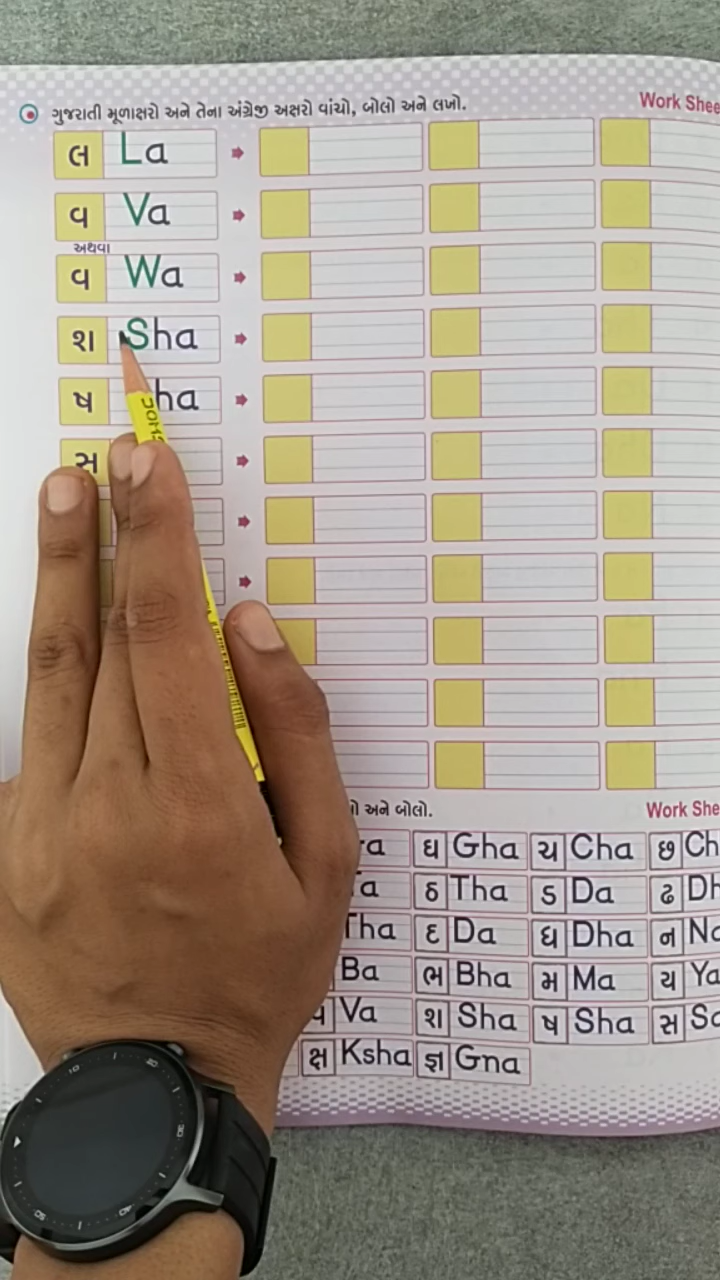 ગુજરાતી મૂળાક્ષરો અને તેના અંગ્રેજી અક્ષરો વાંચો, બોલો અને લખો.
Work Shee
લ La
વ Va
અથવા
વ Wa
શ Sha
ષ ha
સ
અને બોલો.
Work She
a ઘ Gha ચ Cha છ Ch
a ઠ Tha ડ Da ઢ Dh
Tha દ Da ધ Dha ન Na
Ba ભ Bha મ Ma ય Ya
વ Va શ Sha ષ Sha સ Sa
ક્ષ Ksha જ્ઞ Gna